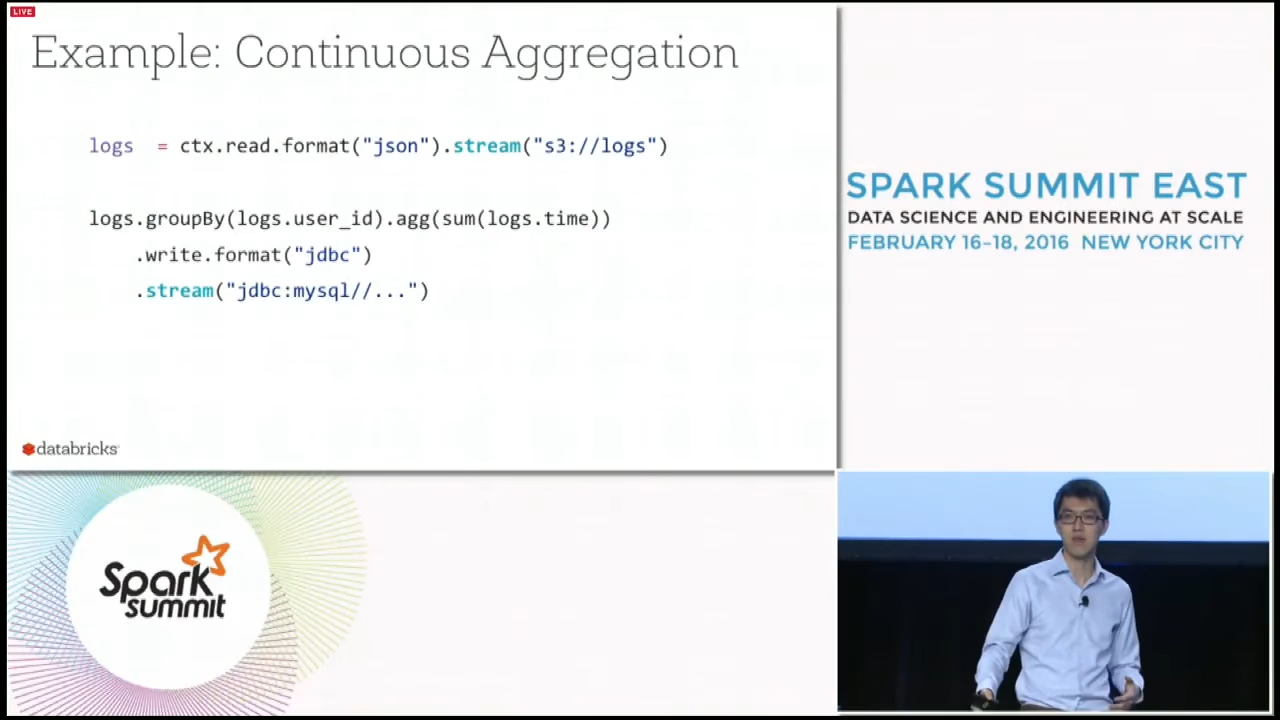 LIVE
Example: Continuous Aggregation
logs = ctx.read.format("json").stream("s3://logs")
logs.groupBy(logs.user_id).agg(sum(logs.time))
.write.format("jdbc")
.stream("jdbc:mysql//...")
databricks
SPARK SUMMIT EAST
DATA SCIENCE AND ENGINEERING AT SCALE
FEBRUARY 16–18, 2016 NEW YORK CITY
Spark
summit